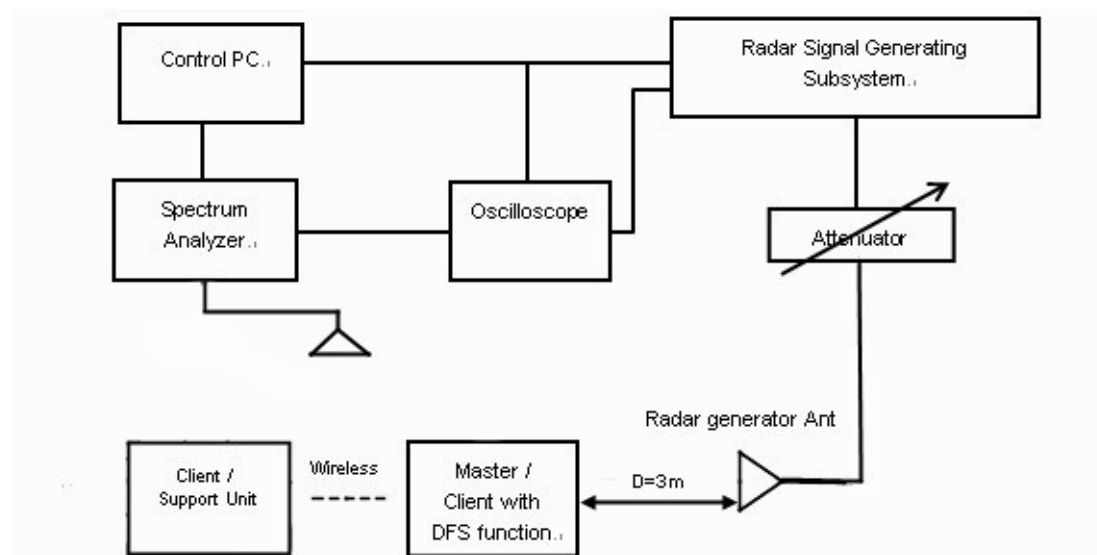 Control PC
Radar Signal Generating
Subsystem
Spectrum
Analyzer
Oscilloscope
Attenuator
Radar generator Ant
Client /
Support Unit
Wireless
Master /
Client with
DFS function
D=3m